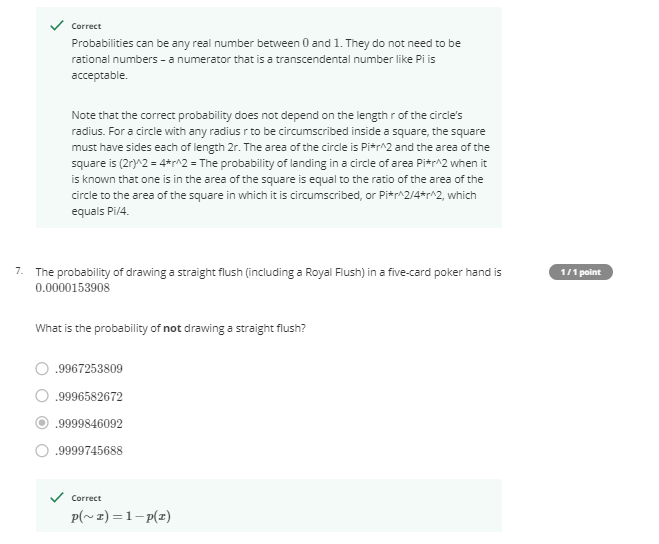 Correct
Probabilities can be any real number between 0 and 1. They do not need to be
rational numbers – a numerator that is a transcendental number like Pi is
acceptable.
Note that the correct probability does not depend on the length r of the circle's
radius. For a circle with any radius r to be circumscribed inside a square, the square
must have sides each of length 2r. The area of the circle is Pi*r^2 and the area of the
square is (2r)^2 = 4*r^2 = The probability of landing in a circle of area Pi*r^2 when it
is known that one is in the area of the square is equal to the ratio of the area of the
circle to the area of the square in which it is circumscribed, or Pi*r^2/4*r^2, which
equals Pi/4.
7. The probability of drawing a straight flush (including a Royal Flush) in a five-card poker hand is
0.0000153908
1 / 1 point
What is the probability of not drawing a straight flush?
.9967253809
.9996582672
.9999846092
.9999745688
Correct
p(∼ x) = 1 − p(x)